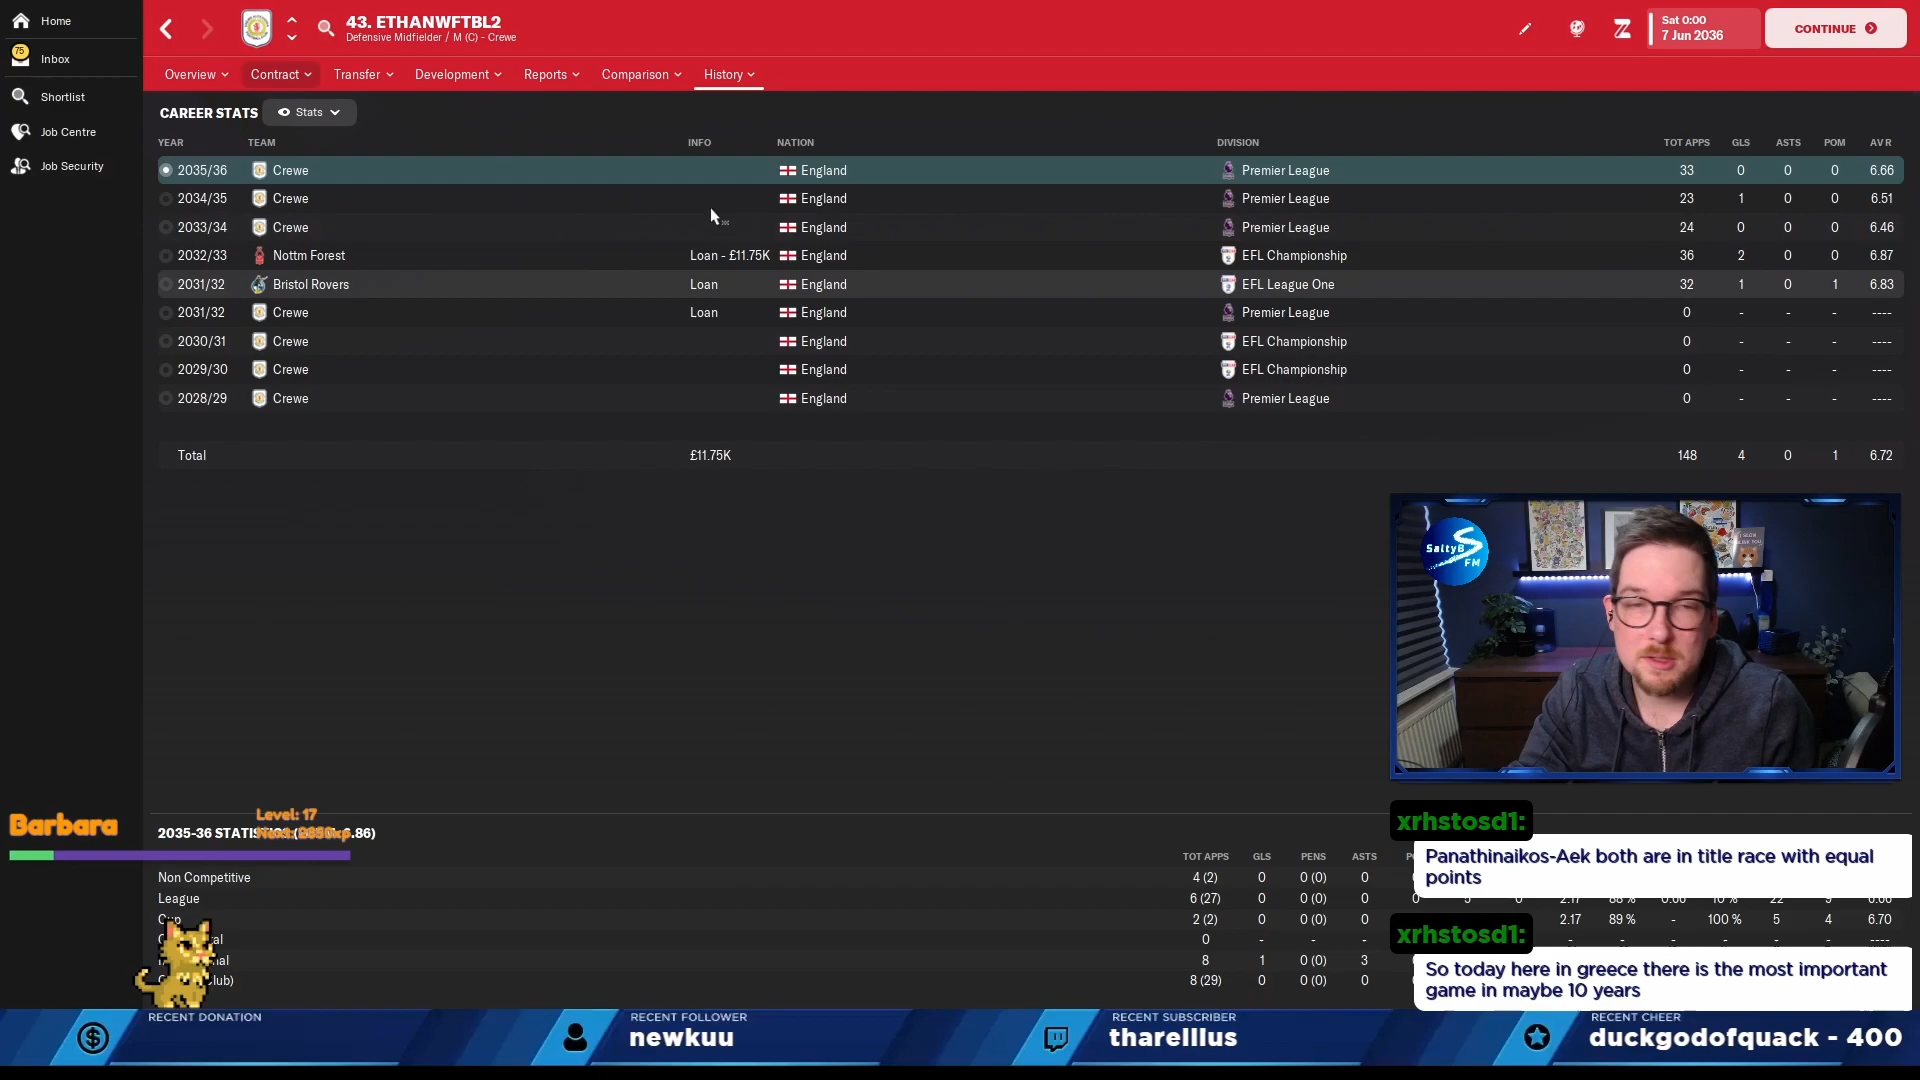 Home
75
Inbox
Shortlist
Job Centre
Job Security
43. ETHANWFTBL2
Defensive Midfielder / M (C) - Crewe
Sat 0:00
7 Jun 2036
CONTINUE
Overview
Contract
Transfer
Development
Reports
Comparison
History
CAREER STATS
Stats
YEAR TEAM INFO NATION DIVISION TOT APPS GLS ASTS POM AV R
2035/36 Crewe England Premier League 33 0 0 0 6.66
2034/35 Crewe England Premier League 23 1 0 0 6.51
2033/34 Crewe England Premier League 24 0 0 0 6.46
2032/33 Nottm Forest Loan - £11.75K England EFL Championship 36 2 0 0 6.87
2031/32 Bristol Rovers Loan England EFL League One 32 1 0 1 6.83
2031/32 Crewe Loan England Premier League 0 - - - ----
2030/31 Crewe England EFL Championship 0 - - - ----
2029/30 Crewe England EFL Championship 0 - - - ----
2028/29 Crewe England Premier League 0 - - - ----
Total £11.75K 148 4 0 1 6.72
SaltyB
S
FM
Barbara
Level: 17
2035-36
TOT APPS GLS PENS ASTS
Non Competitive 4 (2) 0 0 (0) 0
League 6 (27) 0 0 (0) 0
Cup 2 (2) 0 0 (0) 0 2.17 89 % - 100 % 5 4 6.70
0 - - -
8 1 0 (0) 3
8 (29) 0 0 (0) 0
xrhstosd1:
Panathinaikos-Aek both are in title race with equal
points
xrhstosd1:
So today here in greece there is the most important
game in maybe 10 years
RECENT DONATION
RECENT FOLLOWER
newkuu
RECENT SUBSCRIBER
tharelllus
RECENT CHEER
duckgodofquack - 400